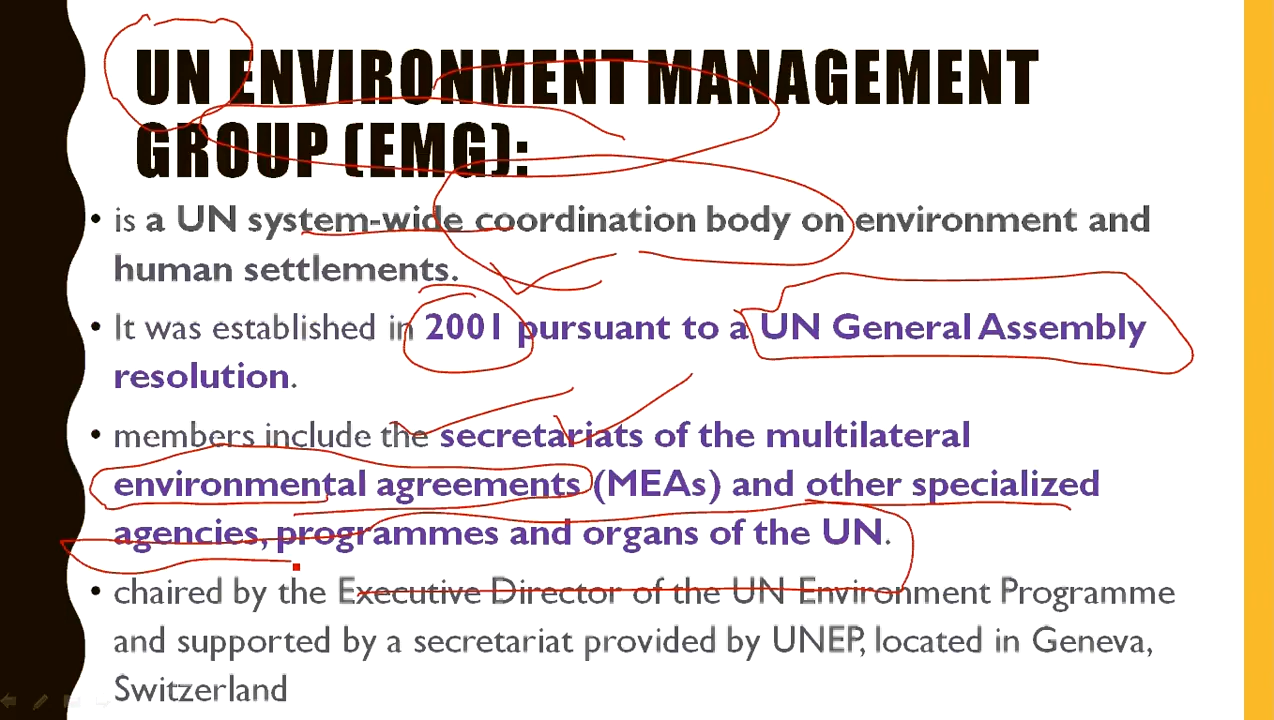 UN ENVIRONMENT MANAGEMENT
GROUP (EMG):
• is a UN system-wide coordination body on environment and
human settlements.
• It was established in 2001 pursuant to a UN General Assembly
resolution.
• members include the secretariats of the multilateral
environmental agreements (MEAs) and other specialized
agencies, programmes and organs of the UN.
• chaired by the Executive Director of the UN Environment Programme
and supported by a secretariat provided by UNEP, located in Geneva,
Switzerland